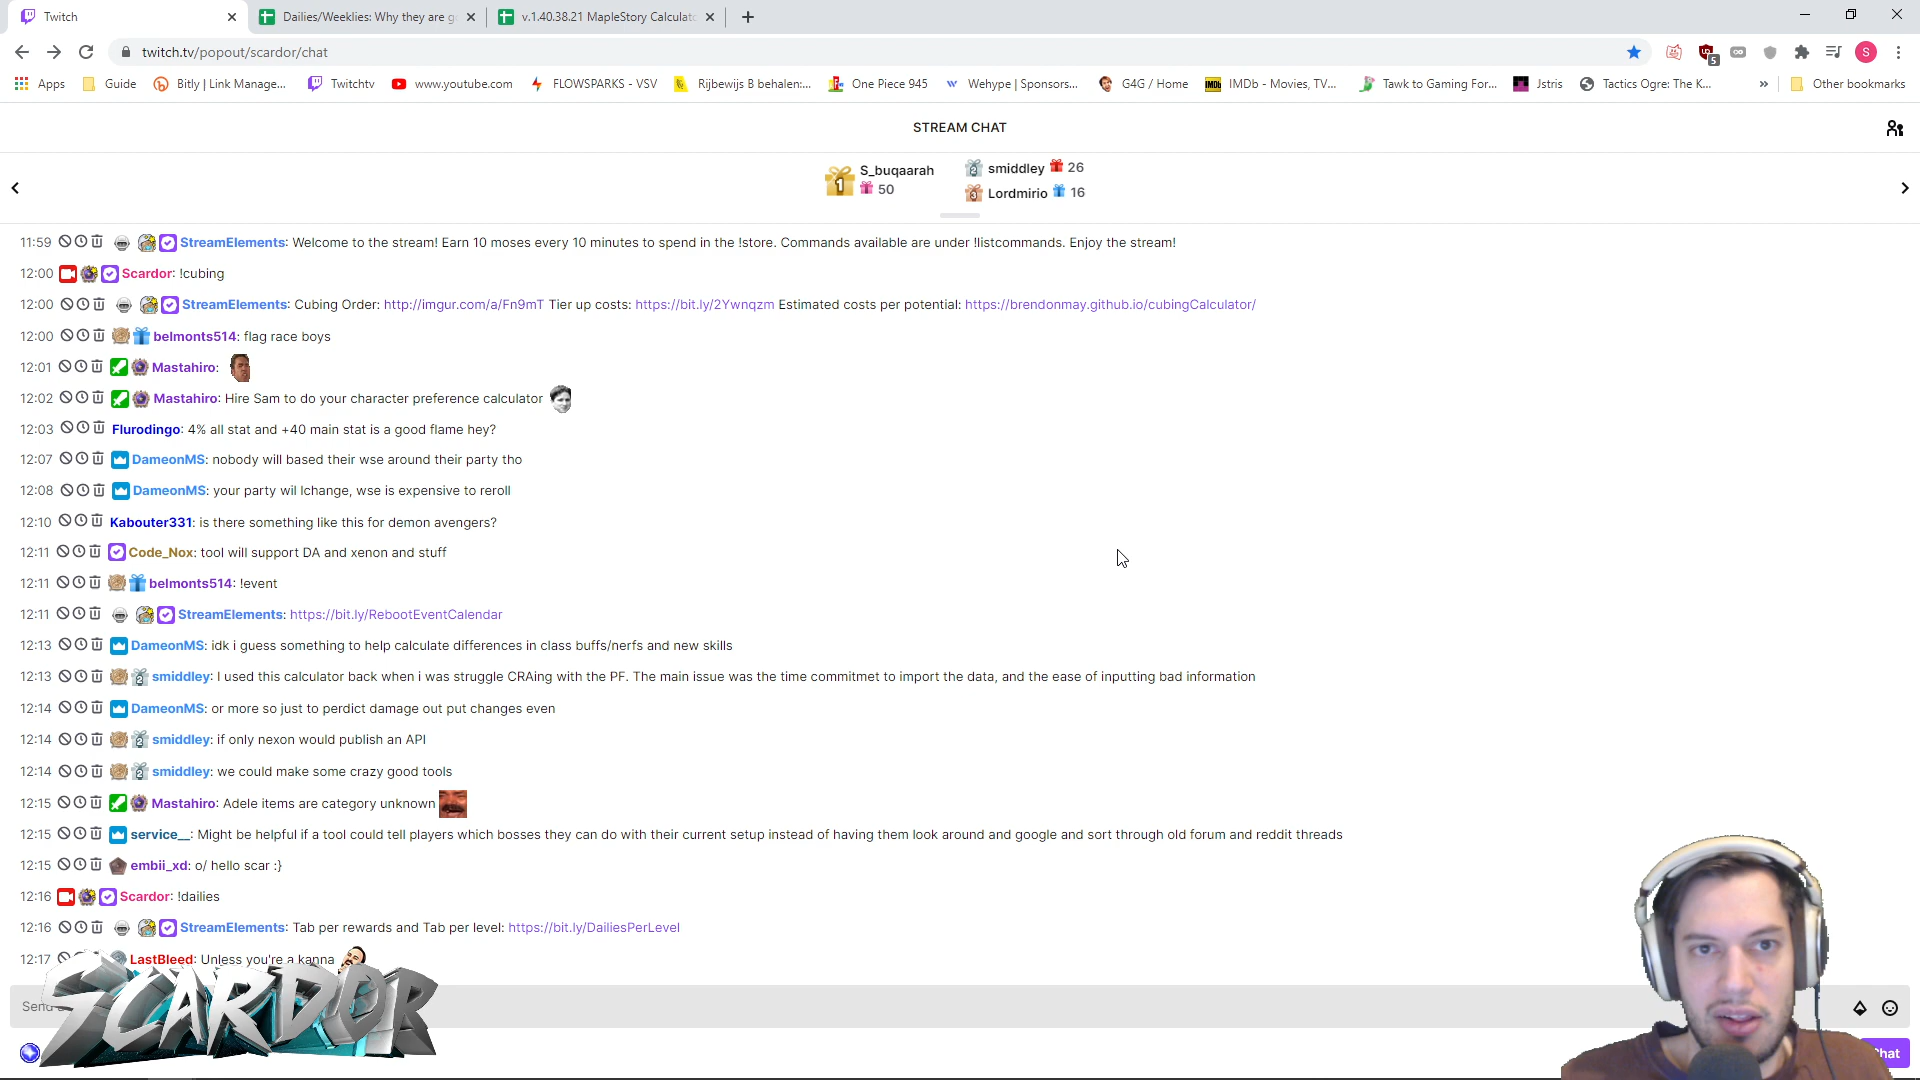 Twitch
Dailies/Weeklies: Why they are g
v.1.40.38.21 MapleStory Calculat
twitch.tv/popout/scardor/chat
5
S
Apps
Guide
Bitly | Link Manage...
Twitchtv
www.youtube.com
FLOWSPARKS - VSV
Rijbewijs B behalen:...
One Piece 945
Wehype | Sponsors...
G4G / Home
IMDb - Movies, TV...
Tawk to Gaming For...
Jstris
Tactics Ogre: The K...
»
Other bookmarks
STREAM CHAT
1 S_buqaarah 50
2 smiddley 26
3 Lordmirio 16
11:59 StreamElements: Welcome to the stream! Earn 10 moses every 10 minutes to spend in the !store. Commands available are under !listcommands. Enjoy the stream!
12:00 Scardor: !cubing
12:00 StreamElements: Cubing Order: http://imgur.com/a/Fn9mT Tier up costs: https://bit.ly/2Ywnqzm Estimated costs per potential: https://brendonmay.github.io/cubingCalculator/
12:00 belmonts514: flag race boys
12:01 Mastahiro:
12:02 Mastahiro: Hire Sam to do your character preference calculator
12:03 Flurodingo: 4% all stat and +40 main stat is a good flame hey?
12:07 DameonMS: nobody will based their wse around their party tho
12:08 DameonMS: your party wil lchange, wse is expensive to reroll
12:10 Kabouter331: is there something like this for demon avengers?
12:11 Code_Nox: tool will support DA and xenon and stuff
12:11 belmonts514: !event
12:11 StreamElements: https://bit.ly/RebootEventCalendar
12:13 DameonMS: idk i guess something to help calculate differences in class buffs/nerfs and new skills
12:13 smiddley: I used this calculator back when i was struggle CRAing with the PF. The main issue was the time commitmet to import the data, and the ease of inputting bad information
12:14 DameonMS: or more so just to perdict damage out put changes even
12:14 smiddley: if only nexon would publish an API
12:14 smiddley: we could make some crazy good tools
12:15 Mastahiro: Adele items are category unknown
12:15 service__: Might be helpful if a tool could tell players which bosses they can do with their current setup instead of having them look around and google and sort through old forum and reddit threads
12:15 embii_xd: o/ hello scar :}
12:16 Scardor: !dailies
12:16 StreamElements: Tab per rewards and Tab per level: https://bit.ly/DailiesPerLevel
12:17 LastBleed: Unless you're a kanna
Send
SCARDOR
Chat